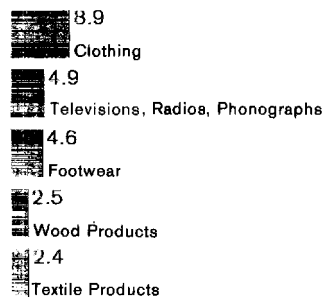 8.9
Clothing
4.9
Televisions, Radios, Phonographs
4.6
Footwear
2.5
Wood Products
2.4
Textile Products